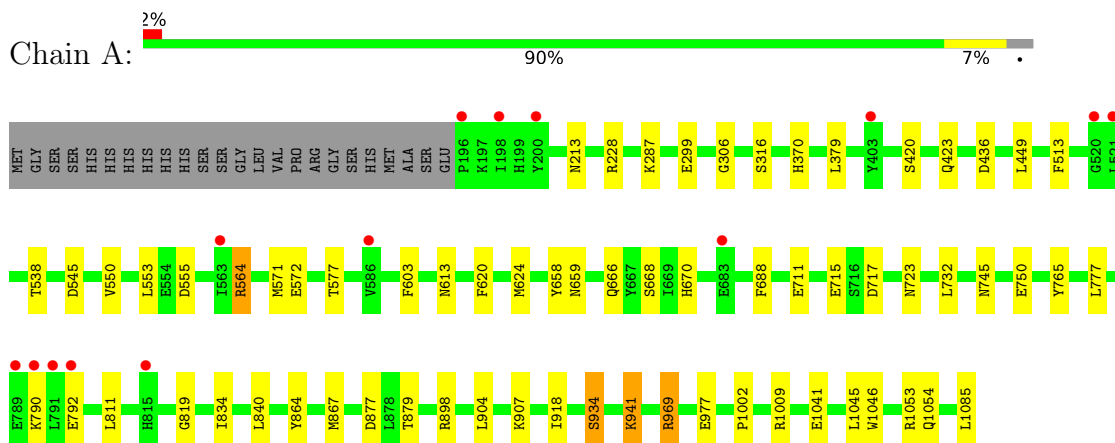 2%
Chain A:
90% 7% •
MET GLY SER SER HIS HIS HIS HIS HIS HIS SER SER GLY LEU VAL PRO ARG GLY SER HIS MET ALA SER GLU P196 K197 I198 H199 Y200 N213 R228 K287 E299 G306 S316 H370 L379 Y403 S420 Q423 D436 L449 F513 G520 L521
T538 D545 V550 L553 E554 D555 I563 R564 M571 E572 T577 V586 F603 N613 F620 M624 Y658 N659 Q666 Y667 S668 I669 H670 E683 F688 E711 E715 S716 D717 N723 L732 N745 E750 Y765 L777
E789 K790 L791 E792 L811 H815 G819 I834 L840 Y864 M867 D877 L878 T879 R898 L904 K907 I918 S934 K941 R969 E977 P1002 R1009 E1041 L1045 W1046 R1053 Q1054 L1085